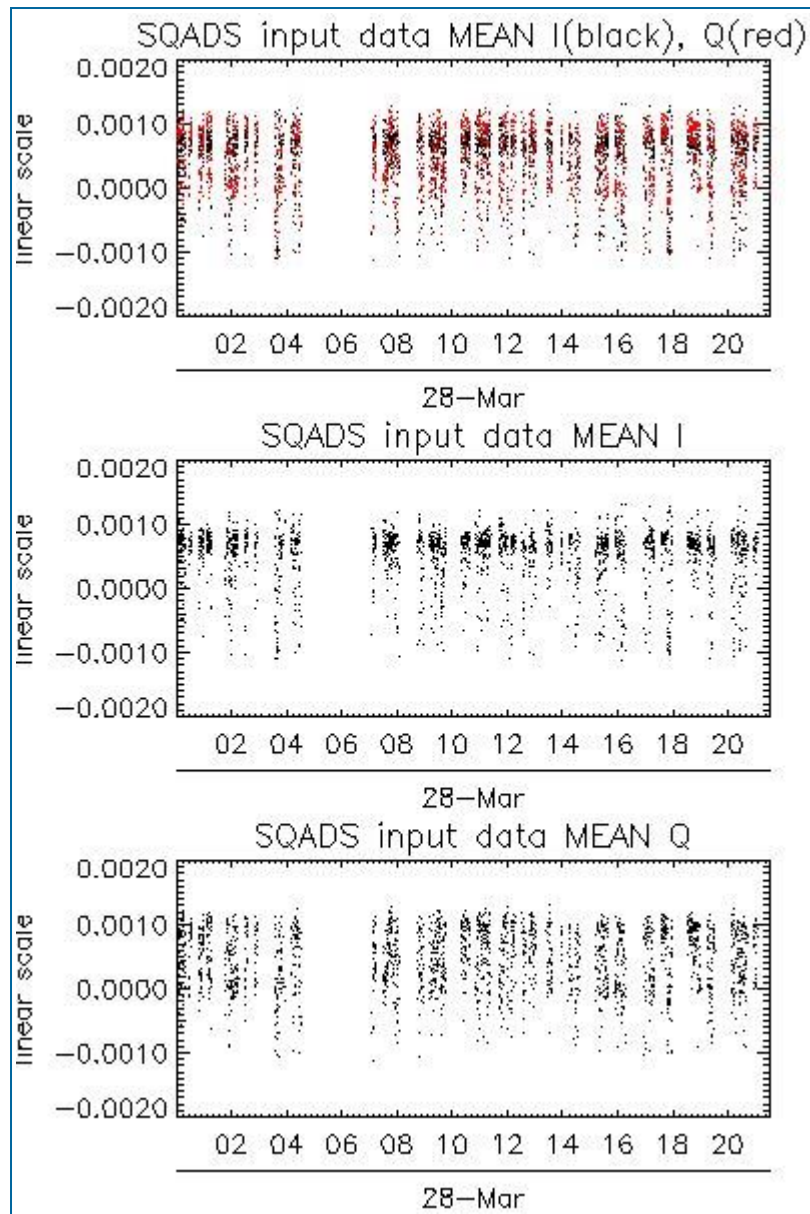 SQADS input data MEAN I(black), Q(red)
0.0020
0.0010
0.0000
−0.0010
−0.0020
linear scale
02 04 06 08 10 12 14 16 18 20
28−Mar
SQADS input data MEAN I
0.0020
0.0010
0.0000
−0.0010
−0.0020
linear scale
02 04 06 08 10 12 14 16 18 20
28−Mar
SQADS input data MEAN Q
0.0020
0.0010
0.0000
−0.0010
−0.0020
linear scale
02 04 06 08 10 12 14 16 18 20
28−Mar